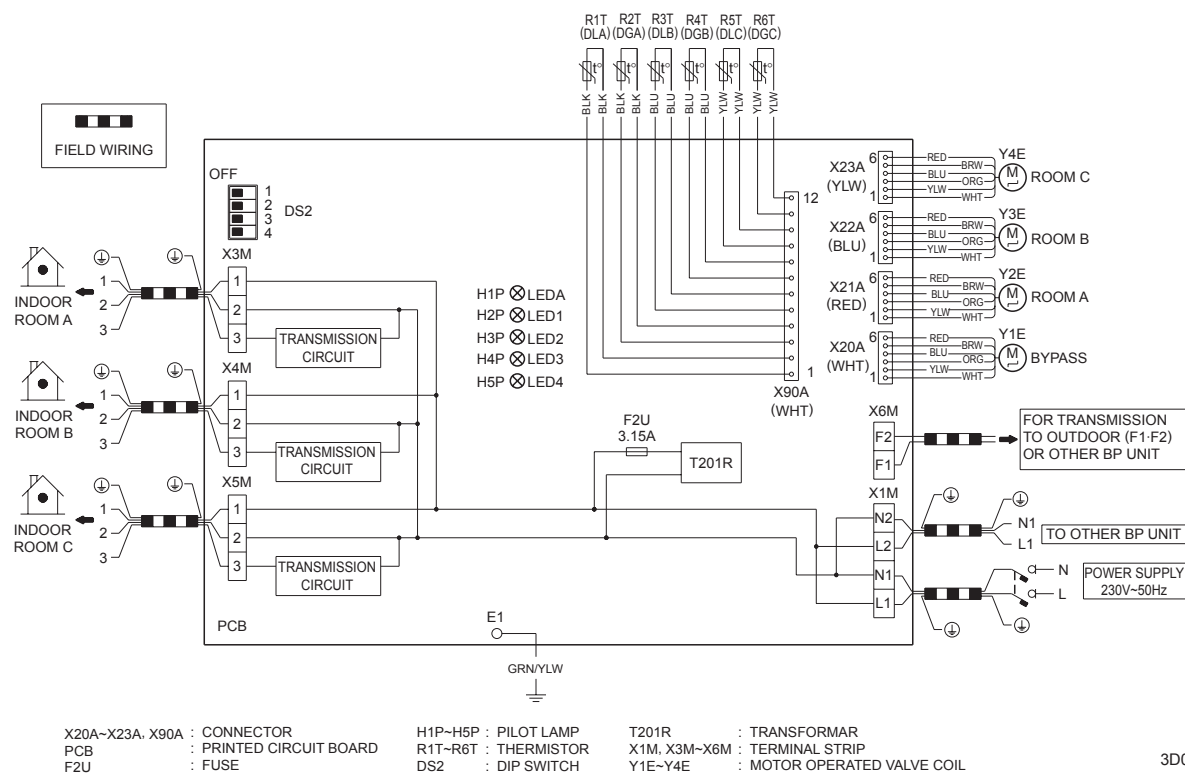 R1T R2T R3T R4T R5T R6T
(DLA) (DGA) (DLB) (DGB) (DLC) (DGC)
t° t° t° t° t° t°
BLK BLK BLK BLK BLU BLU BLU BLU YLW YLW YLW YLW
FIELD WIRING
OFF
1
2
3
4
DS2
X3M
1
2
3
TRANSMISSION
CIRCUIT
1
2
3
INDOOR
ROOM A
X4M
1
2
3
TRANSMISSION
CIRCUIT
1
2
3
INDOOR
ROOM B
X5M
1
2
3
TRANSMISSION
CIRCUIT
1
2
3
INDOOR
ROOM C
PCB
H1P LEDA
H2P LED1
H3P LED2
H4P LED3
H5P LED4
F2U
3.15A
T201R
12
1
X90A
(WHT)
X23A
(YLW)
6
1
RED
BRW
BLU
ORG
YLW
WHT
Y4E
M
ROOM C
X22A
(BLU)
6
1
RED
BRW
BLU
ORG
YLW
WHT
Y3E
M
ROOM B
X21A
(RED)
6
1
RED
BRW
BLU
ORG
YLW
WHT
Y2E
M
ROOM A
X20A
(WHT)
6
1
RED
BRW
BLU
ORG
YLW
WHT
Y1E
M
BYPASS
X6M
F2
F1
FOR TRANSMISSION
TO OUTDOOR (F1·F2)
OR OTHER BP UNIT
X1M
N2
L2
N1
L1
N1
L1
TO OTHER BP UNIT
N
L
POWER SUPPLY
230V~50Hz
E1
GRN/YLW
X20A~X23A, X90A : CONNECTOR
PCB : PRINTED CIRCUIT BOARD
F2U : FUSE
H1P~H5P : PILOT LAMP
R1T~R6T : THERMISTOR
DS2 : DIP SWITCH
T201R : TRANSFORMAR
X1M, X3M~X6M : TERMINAL STRIP
Y1E~Y4E : MOTOR OPERATED VALVE COIL